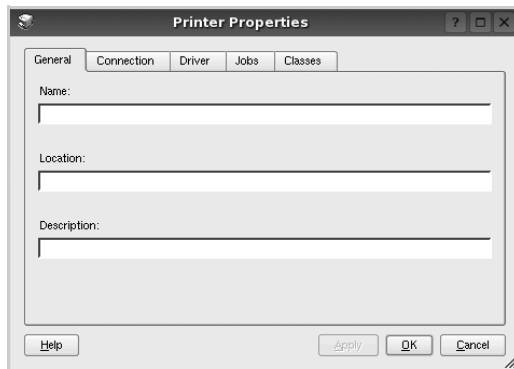 Printer Properties ?
General Connection Driver Jobs Classes
Name:
Location:
Description:
Help Apply OK Cancel